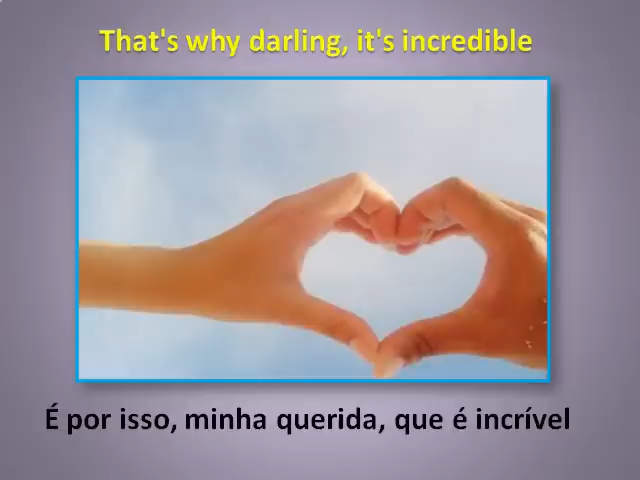 That's why darling, it's incredible
É por isso, minha querida, que é incrível